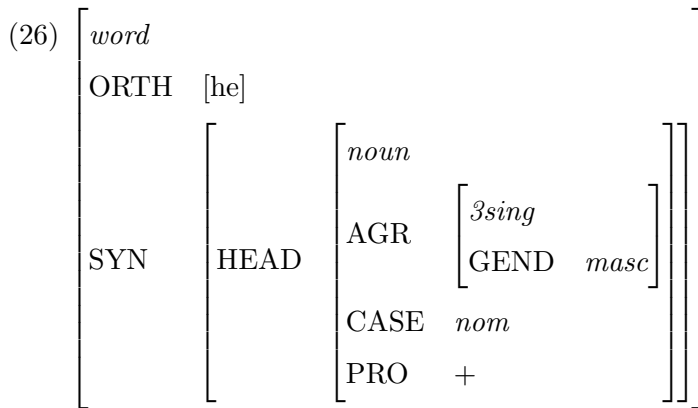 (26)
word
ORTH [he]
noun
3sing
AGR
GEND masc
SYN HEAD
CASE nom
PRO +